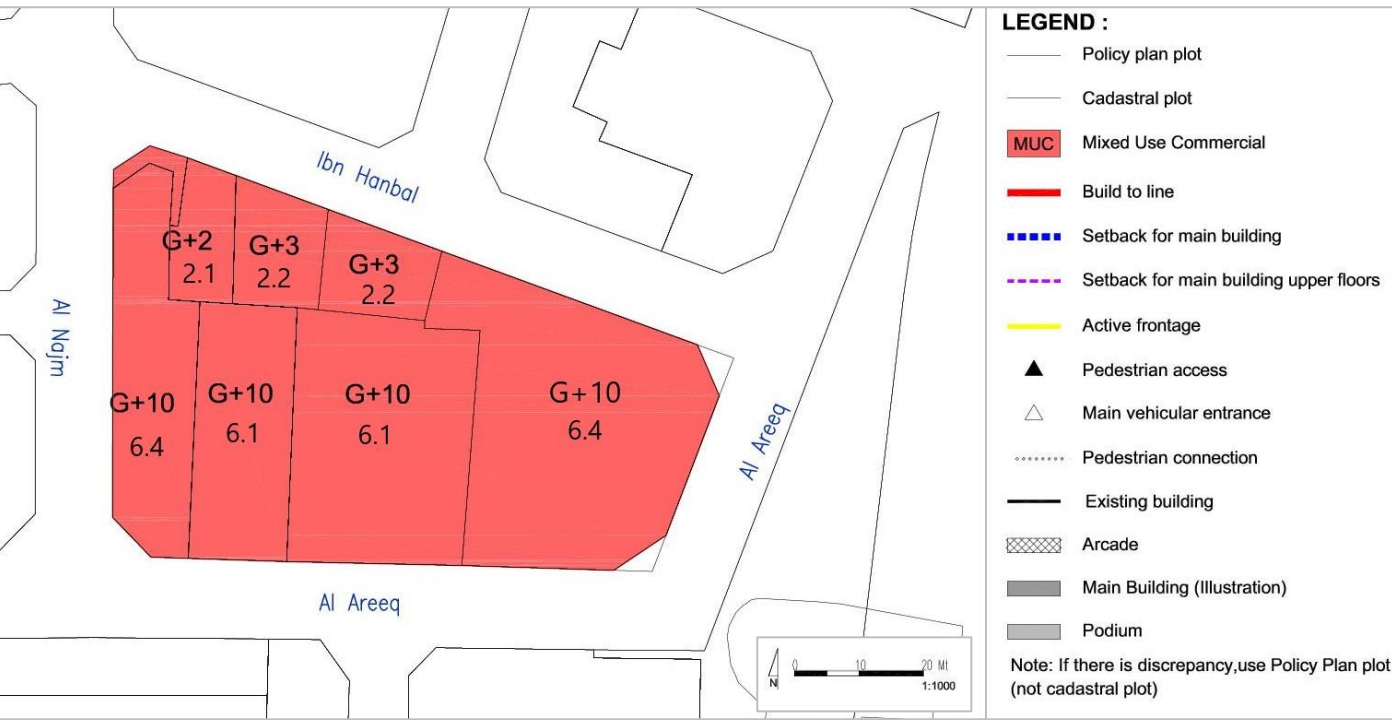 Ibn Hanbal
G+2
2.1
G+3
2.2
G+3
2.2
Al Najm
G+10
6.4
G+10
6.1
G+10
6.1
G+10
6.4
Al Areeq
Al Areeq
N
0 10 20 Mt
1:1000
LEGEND :
Policy plan plot
Cadastral plot
MUC Mixed Use Commercial
Build to line
Setback for main building
Setback for main building upper floors
Active frontage
Pedestrian access
Main vehicular entrance
Pedestrian connection
Existing building
Arcade
Main Building (Illustration)
Podium
Note: If there is discrepancy,use Policy Plan plot
(not cadastral plot)